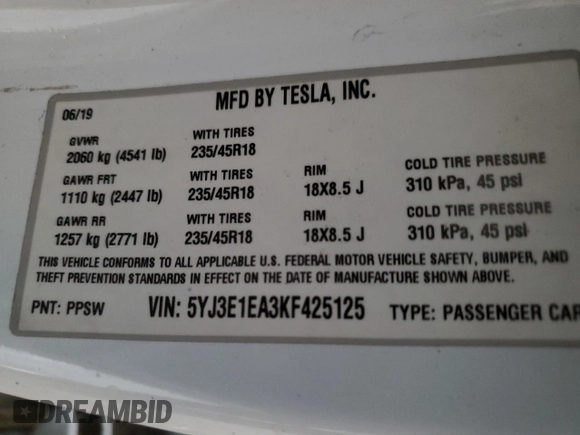 MFD BY TESLA, INC.
06/19
GVWR WITH TIRES
2060 kg (4541 lb) 235/45R18
GAWR FRT WITH TIRES RIM COLD TIRE PRESSURE
1110 kg (2447 lb) 235/45R18 18X8.5 J 310 kPa, 45 psi
GAWR RR WITH TIRES RIM COLD TIRE PRESSURE
1257 kg (2771 lb) 235/45R18 18X8.5 J 310 kPa, 45 psi
THIS VEHICLE CONFORMS TO ALL APPLICABLE U.S. FEDERAL MOTOR VEHICLE SAFETY, BUMPER, AND
THEFT PREVENTION STANDARDS IN EFFECT ON THE DATE OF MANUFACTURE SHOWN ABOVE.
PNT: PPSW VIN: 5YJ3E1EA3KF425125 TYPE: PASSENGER CAR
DREAMBID